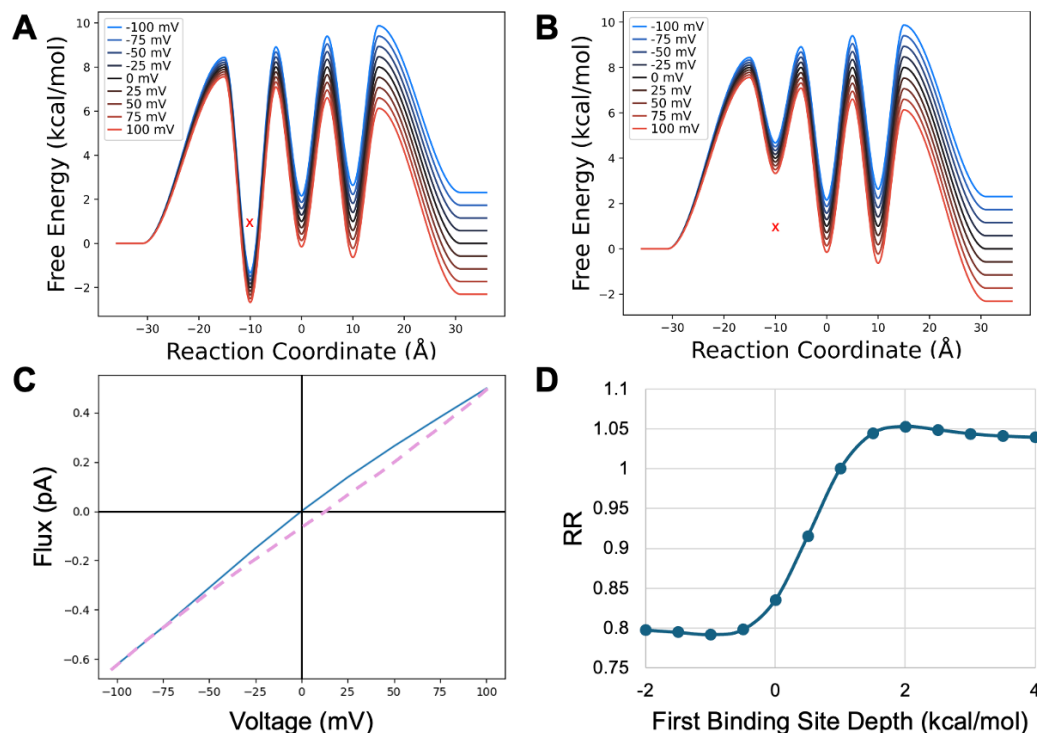 A
-100 mV
-75 mV
-50 mV
-25 mV
0 mV
25 mV
50 mV
75 mV
100 mV
x
10
8
6
4
2
0
−2
Free Energy (kcal/mol)
−30 −20 −10 0 10 20 30
Reaction Coordinate (Å)
B
-100 mV
-75 mV
-50 mV
-25 mV
0 mV
25 mV
50 mV
75 mV
100 mV
x
10
8
6
4
2
0
−2
Free Energy (kcal/mol)
−30 −20 −10 0 10 20 30
Reaction Coordinate (Å)
C
0.4
0.2
0.0
−0.2
−0.4
−0.6
Flux (pA)
−100 −75 −50 −25 0 25 50 75 100
Voltage (mV)
D
1.1
1.05
1
0.95
0.9
0.85
0.8
0.75
RR
-2 0 2 4
First Binding Site Depth (kcal/mol)